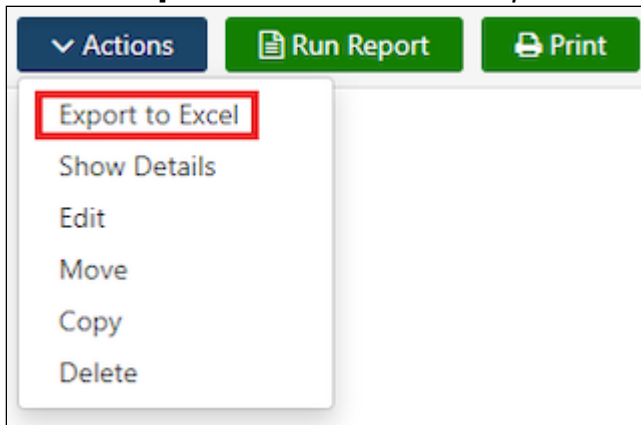 Actions Run Report Print
Export to Excel
Show Details
Edit
Move
Copy
Delete